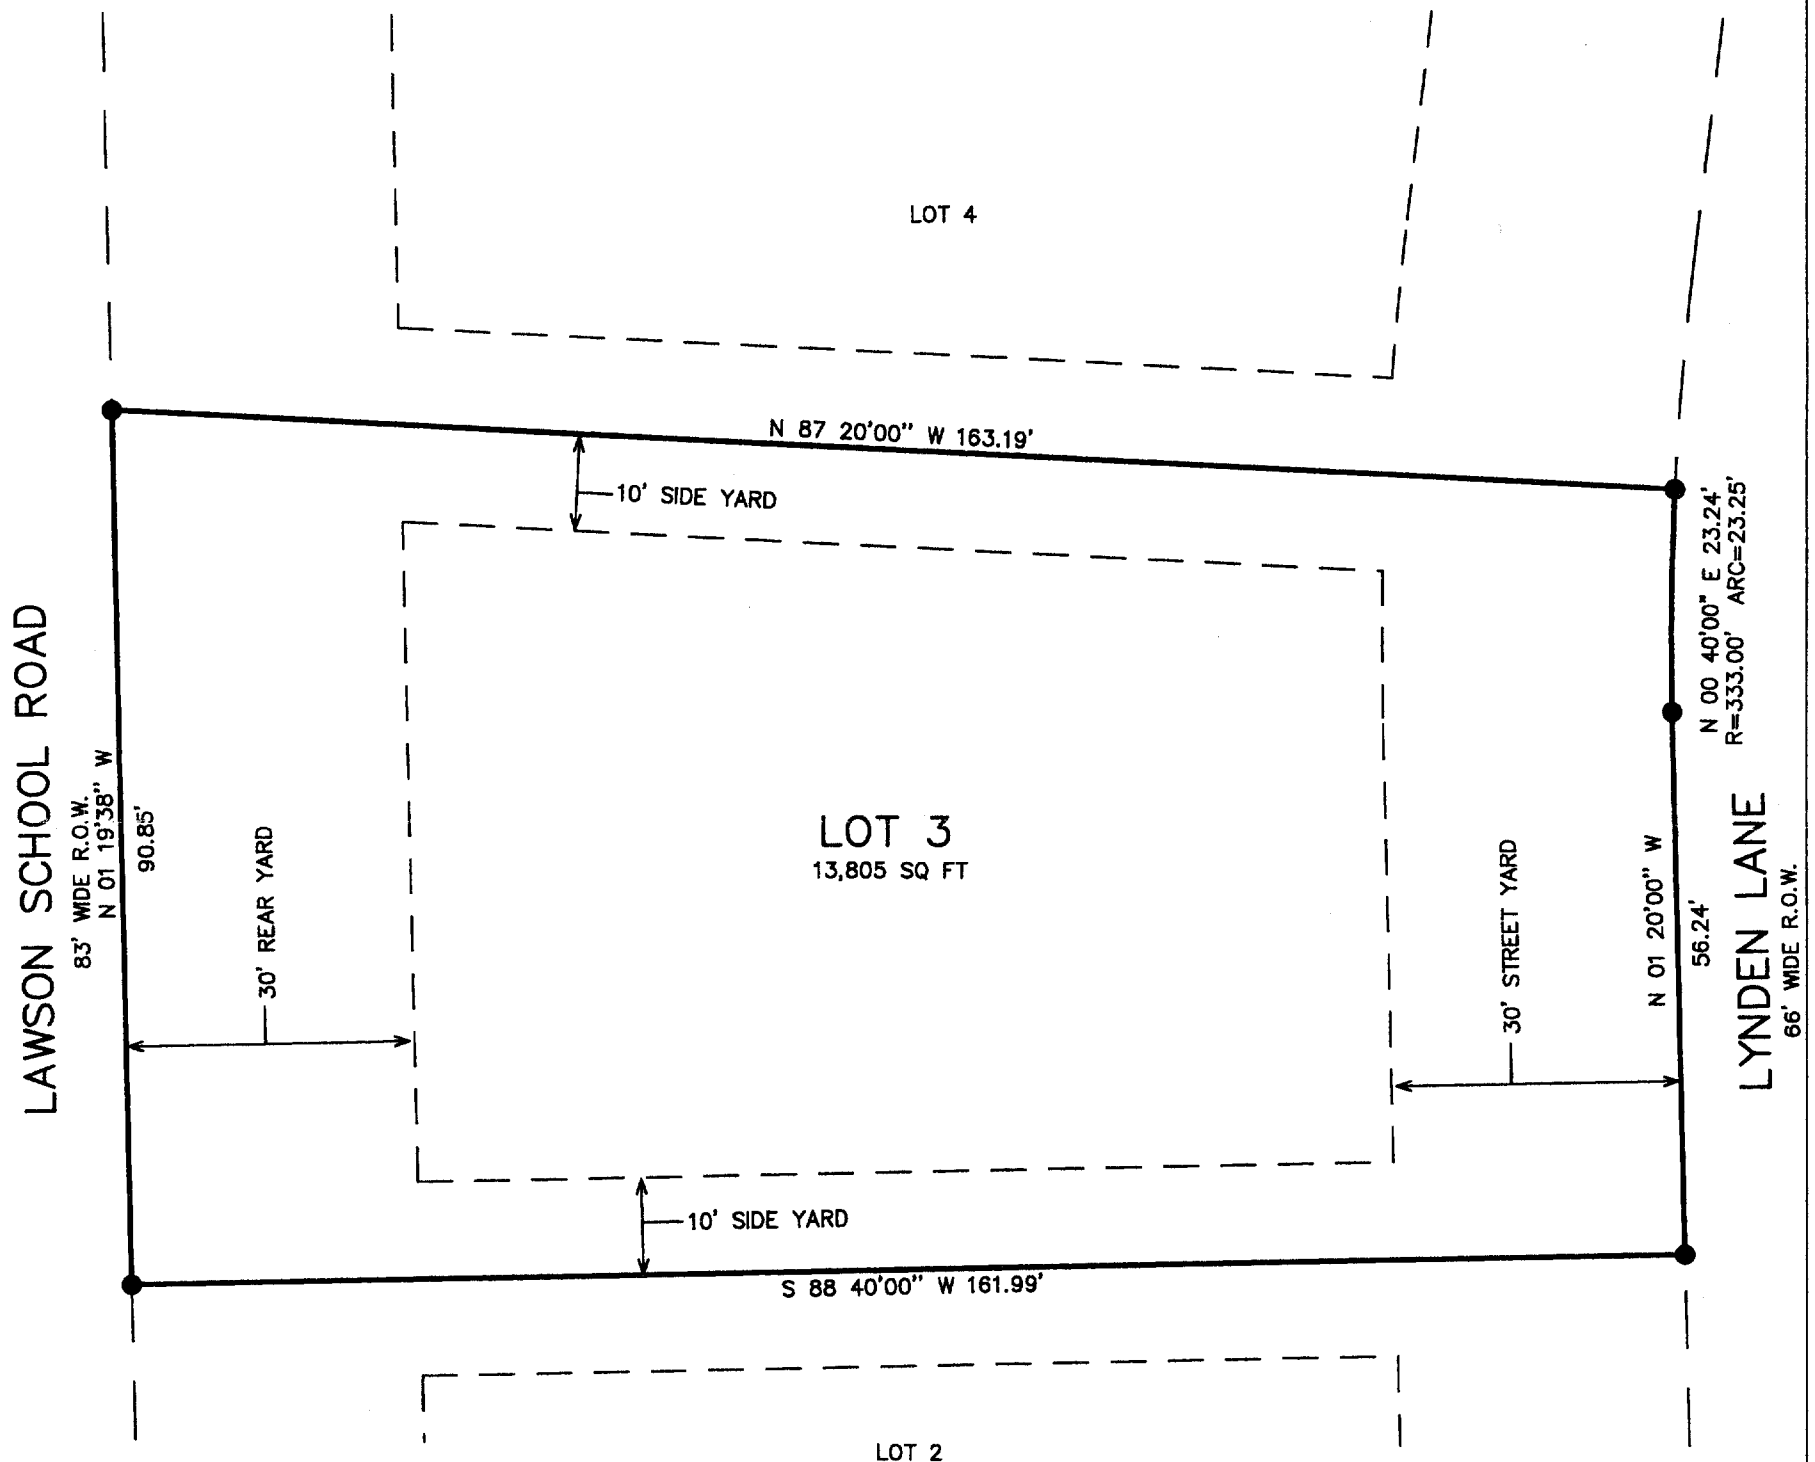 LOT 4
N 87 20'00" W 163.19'
10' SIDE YARD
N 00 40'00" E 23.24'
R=333.00' ARC=23.25'
LAWSON SCHOOL ROAD
83' WIDE R.O.W.
N 01 19'38" W
90.85'
30' REAR YARD
LOT 3
13,805 SQ FT
30' STREET YARD
N 01 20'00" W
56.24'
LYNDEN LANE
66' WIDE R.O.W.
10' SIDE YARD
S 88 40'00" W 161.99'
LOT 2